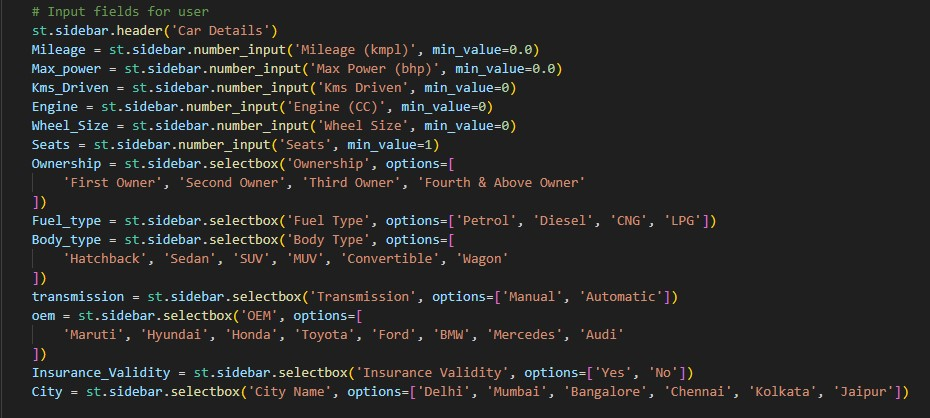 # Input fields for user
st.sidebar.header('Car Details')
Mileage = st.sidebar.number_input('Mileage (kmpl)', min_value=0.0)
Max_power = st.sidebar.number_input('Max Power (bhp)', min_value=0.0)
Kms_Driven = st.sidebar.number_input('Kms Driven', min_value=0)
Engine = st.sidebar.number_input('Engine (CC)', min_value=0)
Wheel_Size = st.sidebar.number_input('Wheel Size', min_value=0)
Seats = st.sidebar.number_input('Seats', min_value=1)
Ownership = st.sidebar.selectbox('Ownership', options=[
    'First Owner', 'Second Owner', 'Third Owner', 'Fourth & Above Owner'
])
Fuel_type = st.sidebar.selectbox('Fuel Type', options=['Petrol', 'Diesel', 'CNG', 'LPG'])
Body_type = st.sidebar.selectbox('Body Type', options=[
    'Hatchback', 'Sedan', 'SUV', 'MUV', 'Convertible', 'Wagon'
])
transmission = st.sidebar.selectbox('Transmission', options=['Manual', 'Automatic'])
oem = st.sidebar.selectbox('OEM', options=[
    'Maruti', 'Hyundai', 'Honda', 'Toyota', 'Ford', 'BMW', 'Mercedes', 'Audi'
])
Insurance_Validity = st.sidebar.selectbox('Insurance Validity', options=['Yes', 'No'])
City = st.sidebar.selectbox('City Name', options=['Delhi', 'Mumbai', 'Bangalore', 'Chennai', 'Kolkata', 'Jaipur'])